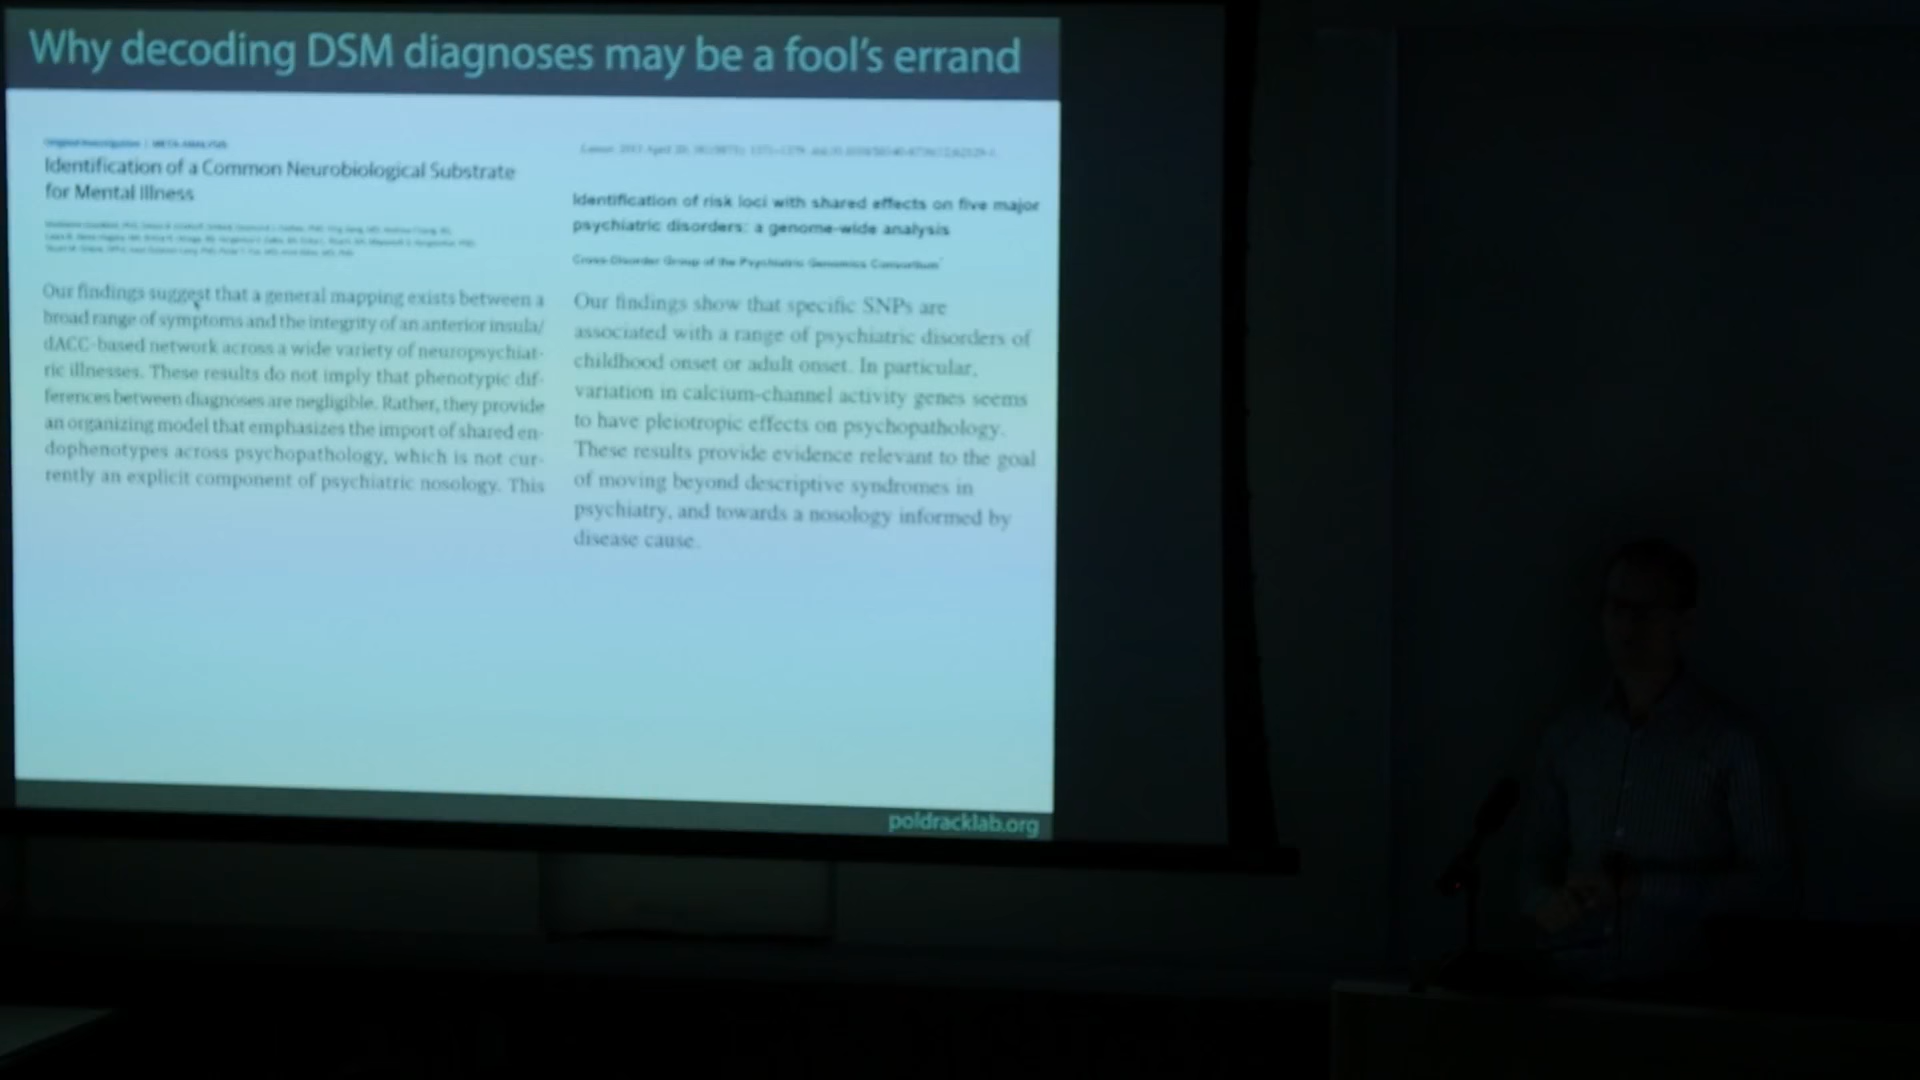 Why decoding DSM diagnoses may be a fool's errand
Original Investigation | META-ANALYSIS
Identification of a Common Neurobiological Substrate
for Mental Illness
Our findings suggest that a general mapping exists between a
broad range of symptoms and the integrity of an anterior insula/
dACC-based network across a wide variety of neuropsychiat-
ric illnesses. These results do not imply that phenotypic dif-
ferences between diagnoses are negligible. Rather, they provide
an organizing model that emphasizes the import of shared en-
dophenotypes across psychopathology, which is not cur-
rently an explicit component of psychiatric nosology. This
Identification of risk loci with shared effects on five major
psychiatric disorders: a genome-wide analysis
Cross-Disorder Group of the Psychiatric Genomics Consortium*
Our findings show that specific SNPs are
associated with a range of psychiatric disorders of
childhood onset or adult onset. In particular,
variation in calcium-channel activity genes seems
to have pleiotropic effects on psychopathology.
These results provide evidence relevant to the goal
of moving beyond descriptive syndromes in
psychiatry, and towards a nosology informed by
disease cause.
poldracklab.org